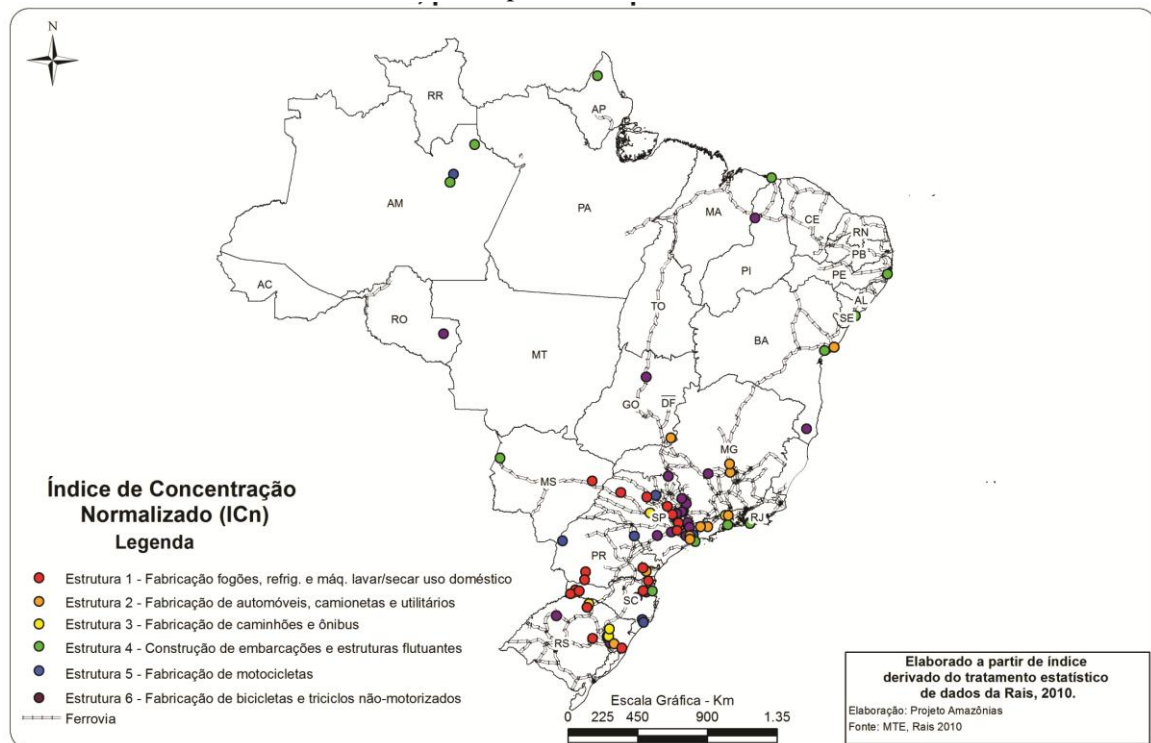 N
RR
AP
AM
PA
MA
CE
RN
PB
PE
PI
AL
SE
AC
TO
RO
BA
MT
GO
DF
MG
MS
SP
RJ
PR
SC
RS
Índice de Concentração
Normalizado (ICn)
Legenda
Estrutura 1 - Fabricação fogões, refrig. e máq. lavar/secar uso doméstico
Estrutura 2 - Fabricação de automóveis, camionetas e utilitários
Estrutura 3 - Fabricação de caminhões e ônibus
Estrutura 4 - Construção de embarcações e estruturas flutuantes
Estrutura 5 - Fabricação de motocicletas
Estrutura 6 - Fabricação de bicicletas e triciclos não-motorizados
Ferrovia
Escala Gráfica - Km
0 225 450 900 1.35
Elaborado a partir de índice
derivado do tratamento estatístico
de dados da Rais, 2010.
Elaboração: Projeto Amazônias
Fonte: MTE, Rais 2010